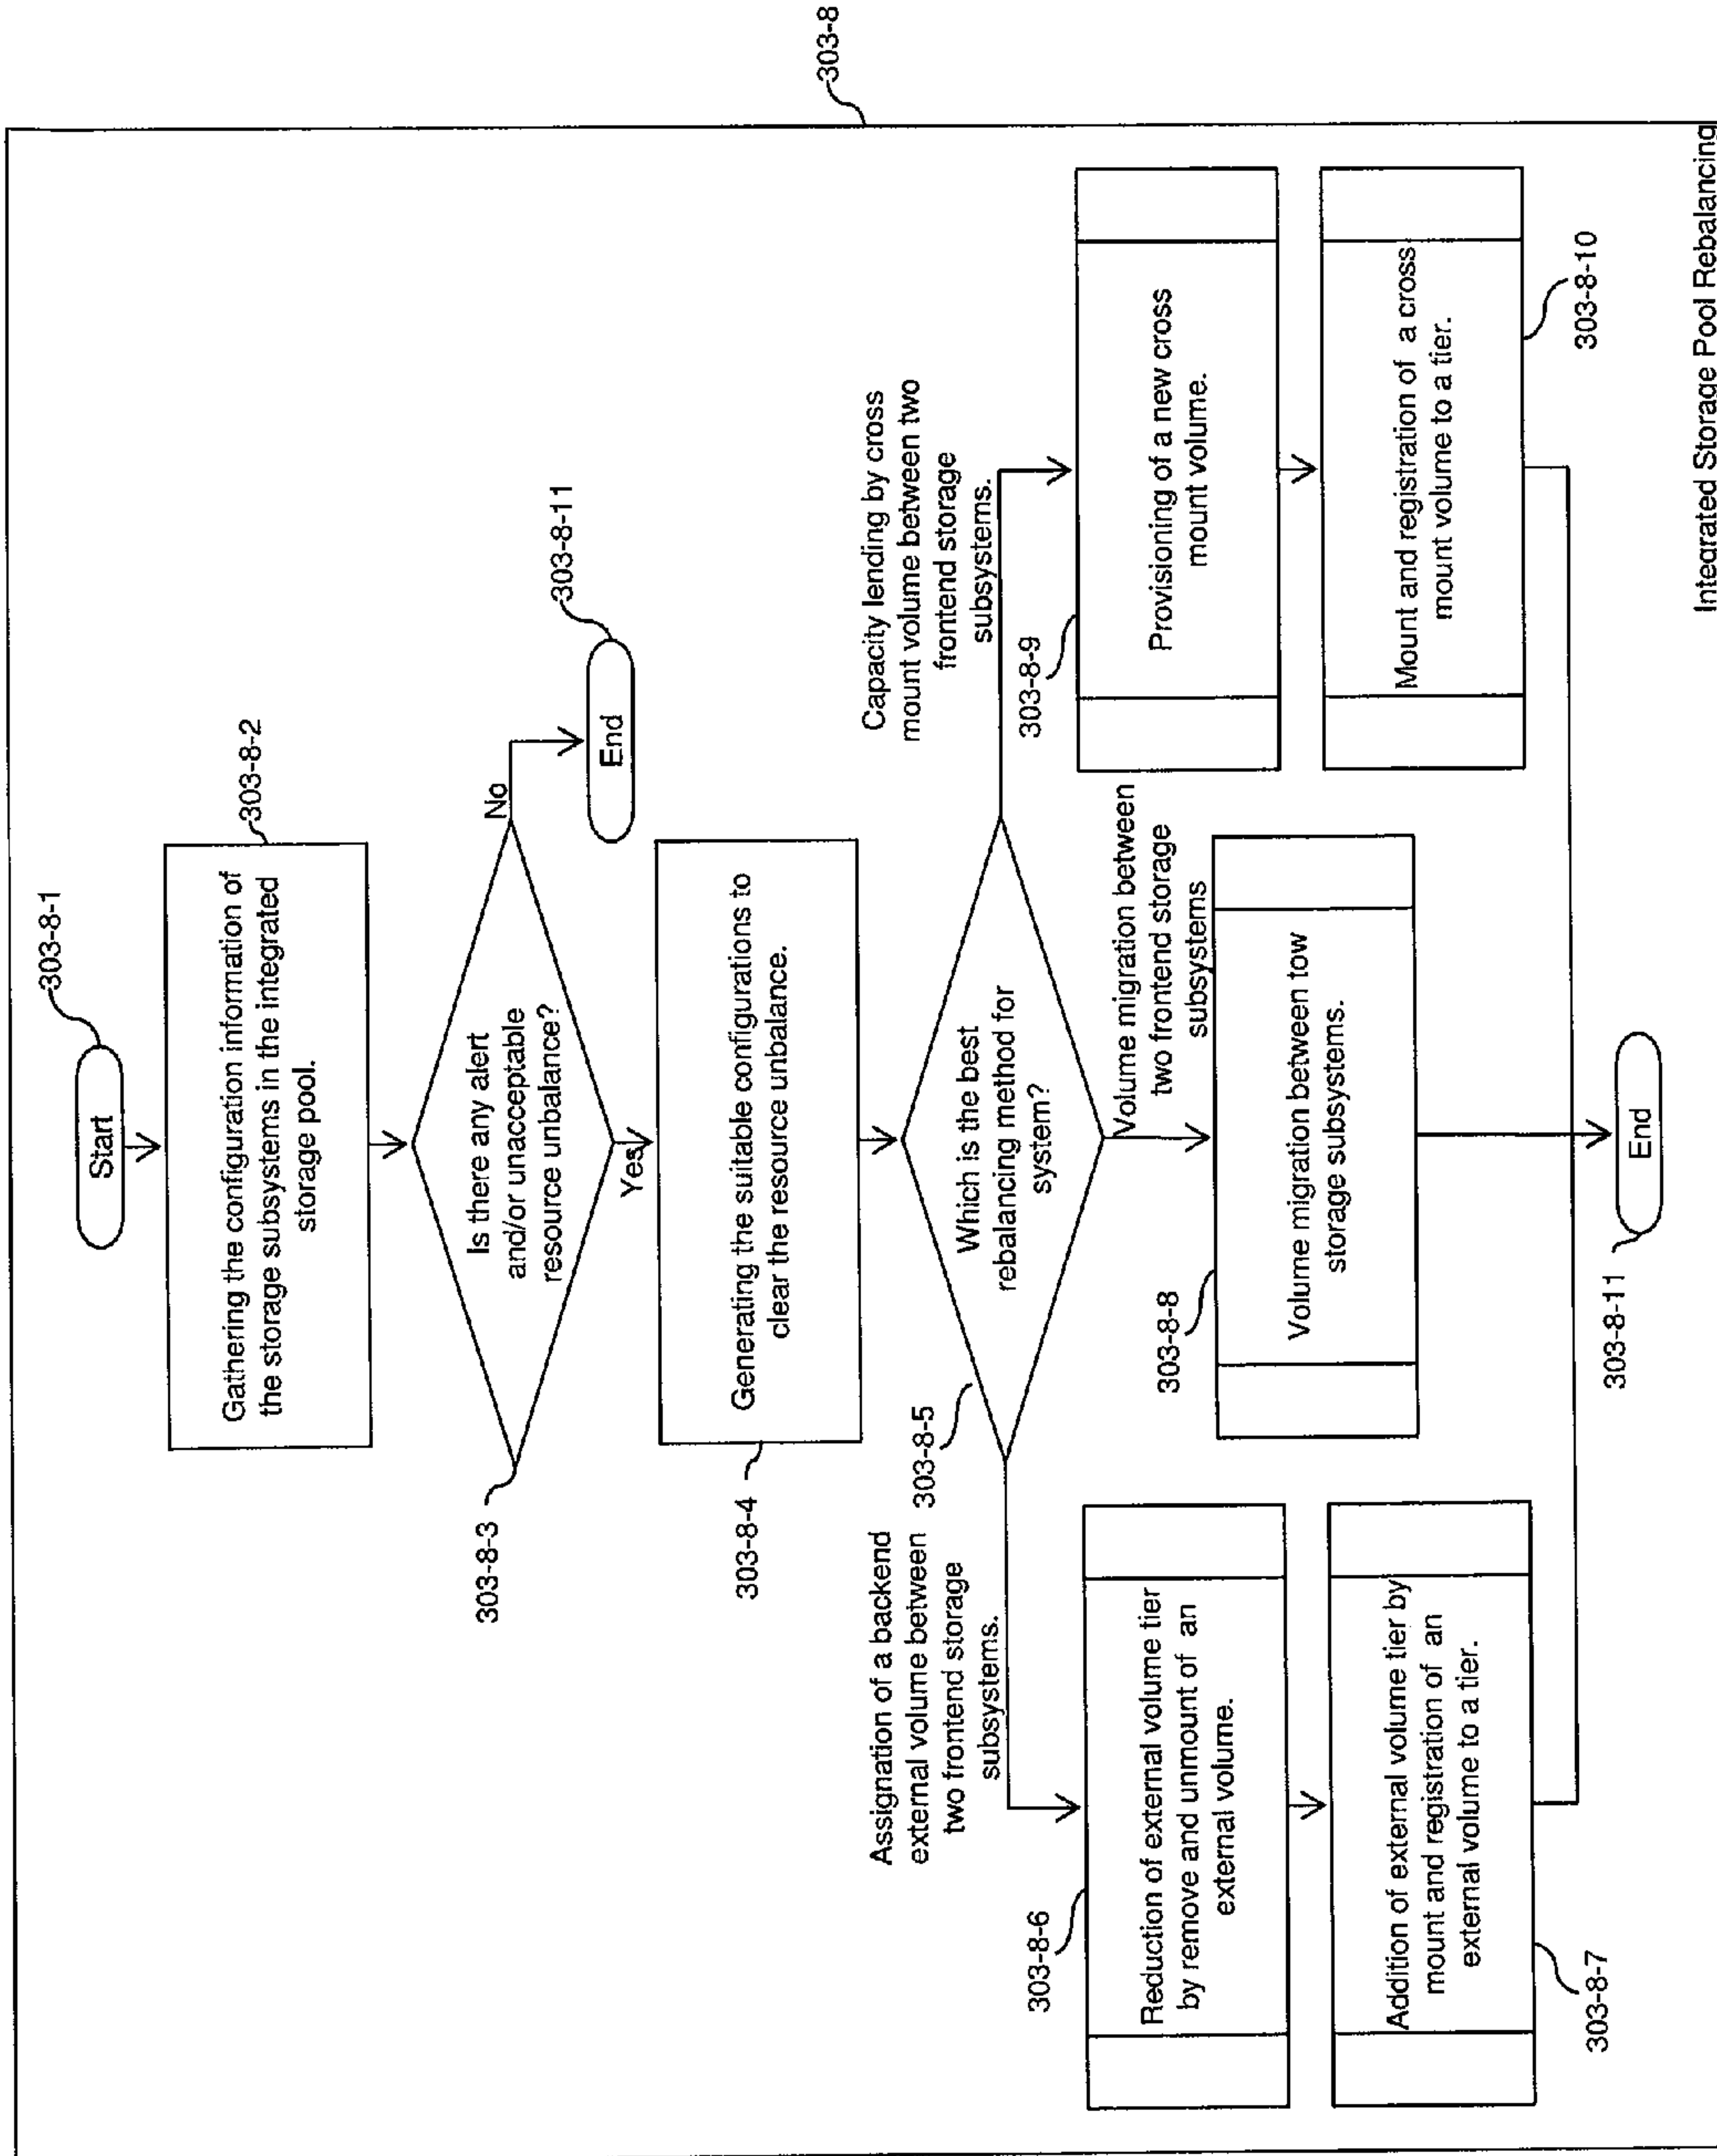 303-8-1
Start
303-8-2
Gathering the configuration information of
the storage subsystems in the integrated
storage pool.
303-8-3
Is there any alert
and/or unacceptable
resource unbalance?
No
303-8-11
End
Yes
303-8-4
Generating the suitable configurations to
clear the resource unbalance.
303-8-5
Which is the best
rebalancing method for
system?
Assignation of a backend
external volume between
two frontend storage
subsystems.
303-8-6
Reduction of external volume tier
by remove and unmount of an
external volume.
Addition of external volume tier by
mount and registration of an
external volume to a tier.
303-8-7
Volume migration between
two frontend storage
subsystems
303-8-8
Volume migration between tow
storage subsystems.
Capacity lending by cross
mount volume between two
frontend storage
subsystems.
303-8-9
Provisioning of a new cross
mount volume.
Mount and registration of a cross
mount volume to a tier.
303-8-10
303-8-11
End
303-8
Integrated Storage Pool Rebalancing